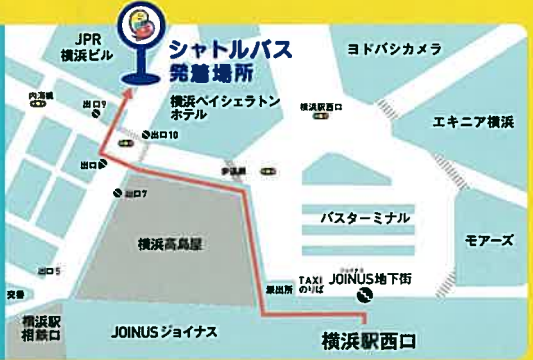 JPR
横浜ビル
シャトルバス
発着場所
ヨドバシカメラ
内海橋
出口9
横浜ベイシェラトン
ホテル
横浜駅西口
エキニア横浜
出口10
出口8
出口7
バスターミナル
横浜高島屋
モアーズ
出口5
交番
派出所
TAXI
のりば
JOINUS地下街
横浜駅
相鉄口
JOINUSジョイナス
横浜駅西口